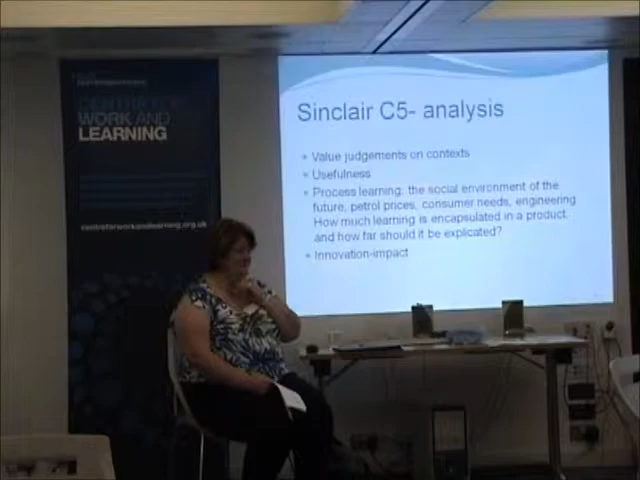 WORK AND
LEARNING
centreforworkandlearning.org.uk
Sinclair C5- analysis
Value judgements on contexts
Usefulness
Process learning: the social environment of the
future, petrol prices, consumer needs, engineering
How much learning is encapsulated in a product
and how far should it be explicated?
Innovation-impact